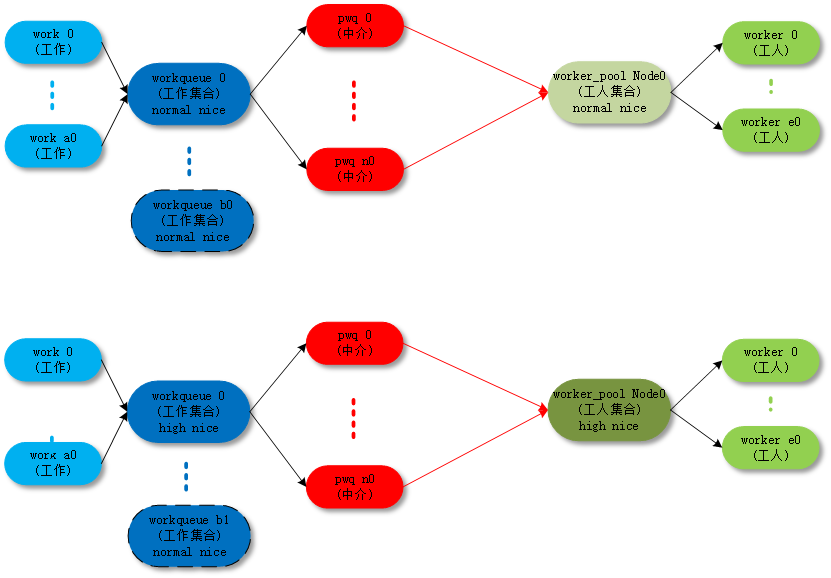 work 0
(工作)
work a0
(工作)
workqueue 0
(工作集合)
normal nice
workqueue b0
(工作集合)
normal nice
pwq 0
(中介)
pwq n0
(中介)
worker_pool Node0
(工人集合)
normal nice
worker 0
(工人)
worker e0
(工人)
work 0
(工作)
work a0
(工作)
workqueue 0
(工作集合)
high nice
workqueue b1
(工作集合)
normal nice
pwq 0
(中介)
pwq n0
(中介)
worker_pool Node0
(工人集合)
high nice
worker 0
(工人)
worker e0
(工人)